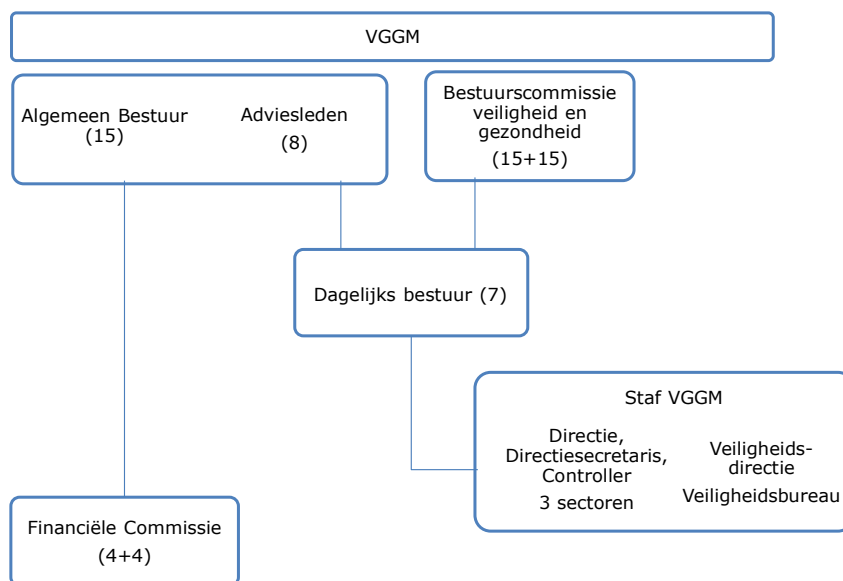 VGGM
Algemeen Bestuur
(15)
Adviesleden
(8)
Bestuurscommissie
veiligheid en
gezondheid
(15+15)
Dagelijks bestuur (7)
Staf VGGM
Directie,
Directiesecretaris,
Controller
3 sectoren
Veiligheids-
directie
Veiligheidsbureau
Financiële Commissie
(4+4)